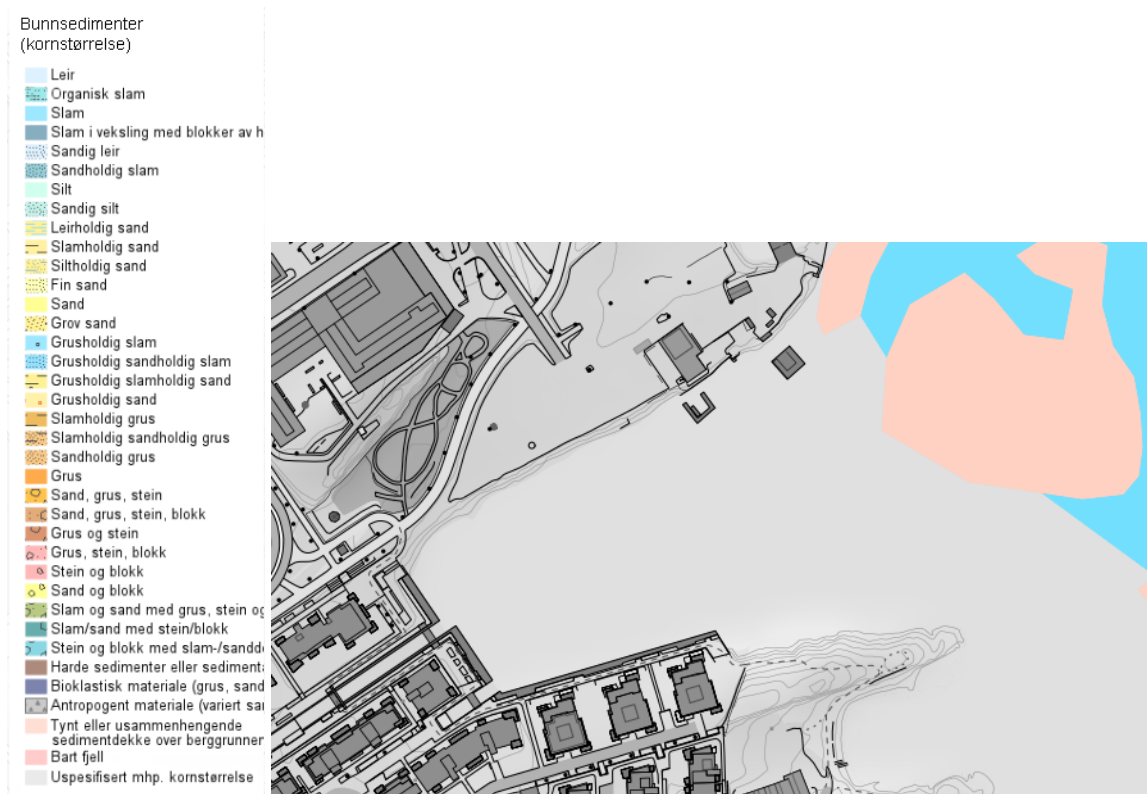 Bunnsedimenter
(kornstørrelse)
Leir
Organisk slam
Slam
Slam i veksling med blokker av h
Sandig leir
Sandholdig slam
Silt
Sandig silt
Leirholdig sand
Slamholdig sand
Siltholdig sand
Fin sand
Sand
Grov sand
Grusholdig slam
Grusholdig sandholdig slam
Grusholdig slamholdig sand
Grusholdig sand
Slamholdig grus
Slamholdig sandholdig grus
Sandholdig grus
Grus
Sand, grus, stein
Sand, grus, stein, blokk
Grus og stein
Grus, stein, blokk
Stein og blokk
Sand og blokk
Slam og sand med grus, stein og
Slam/sand med stein/blokk
Stein og blokk med slam-/sandde
Harde sedimenter eller sedimenta
Bioklastisk materiale (grus, sand
Antropogent materiale (variert sar
Tynt eller usammenhengende
sedimentdekke over berggrunner
Bart fjell
Uspesifisert mhp. kornstørrelse